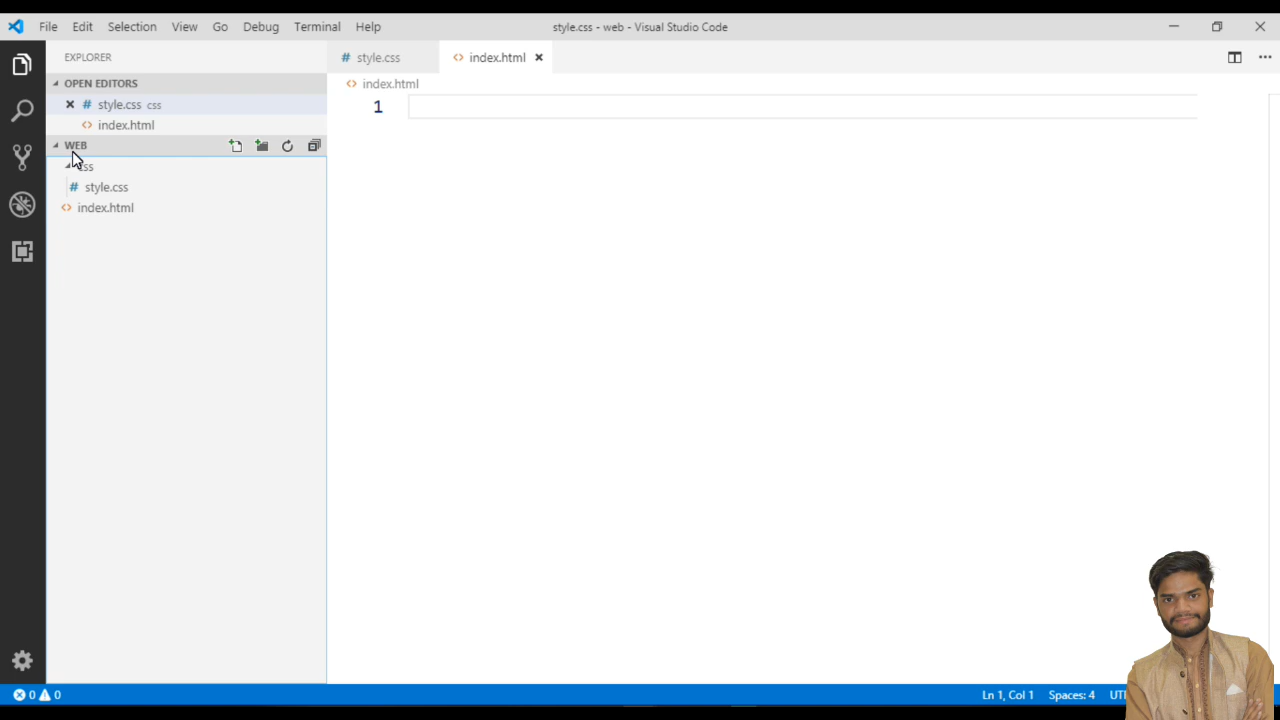 File Edit Selection View Go Debug Terminal Help
style.css - web - Visual Studio Code
EXPLORER
OPEN EDITORS
style.css css
index.html
WEB
css
style.css
index.html
style.css
index.html
index.html
1
0 0
Ln 1, Col 1
Spaces: 4